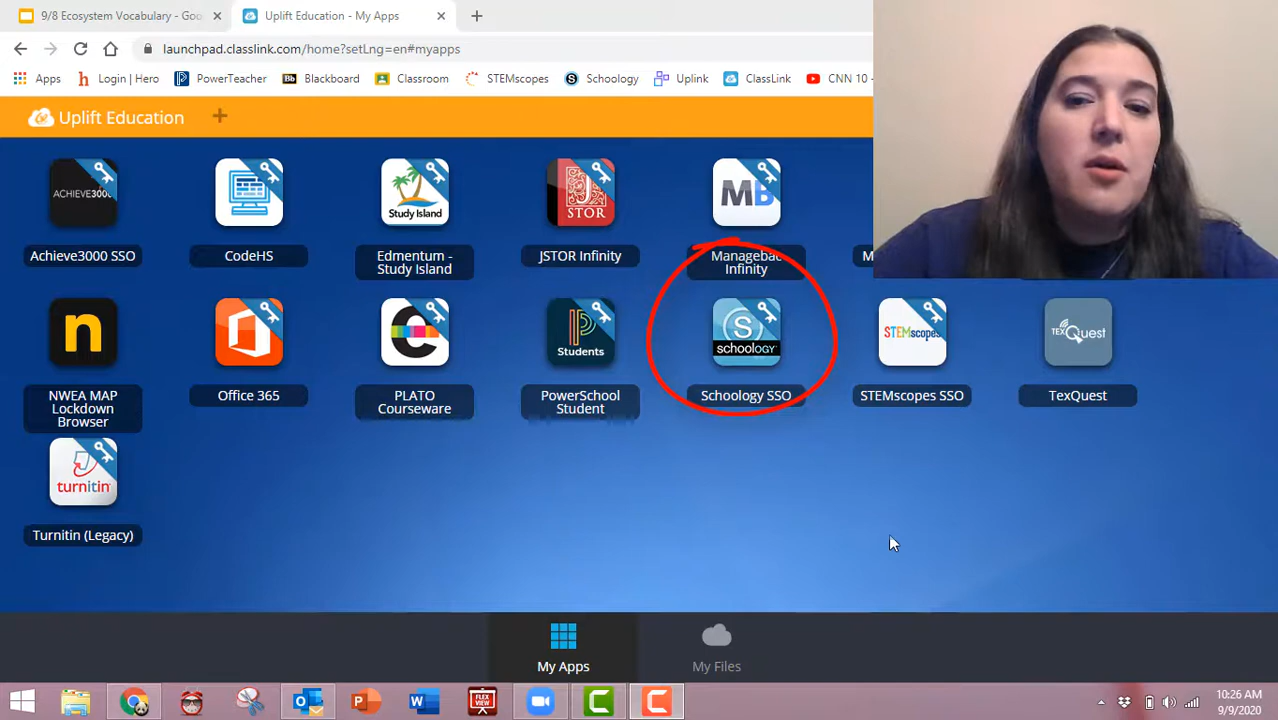 9/8 Ecosystem Vocabulary - Goo
Uplift Education - My Apps
launchpad.classlink.com/home?setLng=en#myapps
Apps
Login | Hero
PowerTeacher
Bb Blackboard
Classroom
STEMscopes
S Schoology
Uplink
ClassLink
CNN 10 -
Uplift Education
ACHIEVE3000
Study Island
JSTOR
MB
Achieve3000 SSO
CodeHS
Edmentum -
Study Island
JSTOR Infinity
Managebac
Infinity
M
n
Students
S
schoology
STEMscopes
TEXQuest
NWEA MAP
Lockdown
Browser
Office 365
PLATO
Courseware
PowerSchool
Student
Schoology SSO
STEMscopes SSO
TexQuest
turnitin
Turnitin (Legacy)
My Apps
My Files
FLEX
VIEW
10:26 AM
9/9/2020